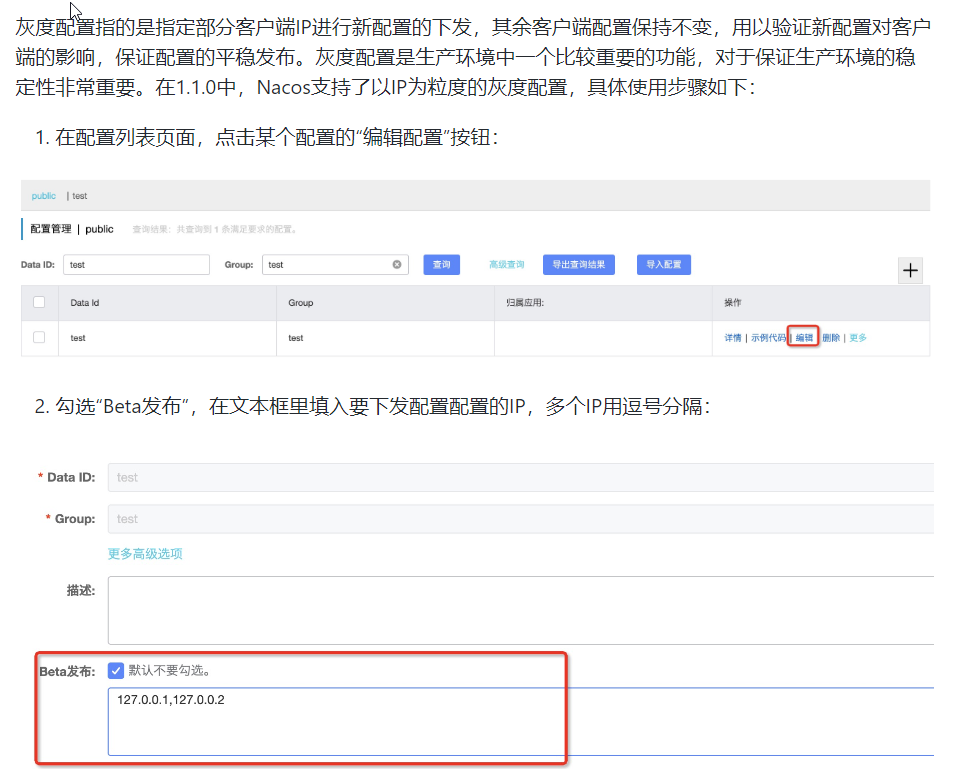 灰度配置指的是指定部分客户端IP进行新配置的下发，其余客户端配置保持不变，用以验证新配置对客户
端的影响，保证配置的平稳发布。灰度配置是生产环境中一个比较重要的功能，对于保证生产环境的稳
定性非常重要。在1.1.0中，Nacos支持了以IP为粒度的灰度配置，具体使用步骤如下：
1. 在配置列表页面，点击某个配置的“编辑配置”按钮：
public | test
配置管理 | public 查询结果：共查询到 1 条满足要求的配置。
Data ID: test Group: test 查询 高级查询 导出查询结果 导入配置
Data Id Group 归属应用: 操作
test test 详情 | 示例代码 | 编辑 | 删除 | 更多
2. 勾选“Beta发布”，在文本框里填入要下发配置配置的IP，多个IP用逗号分隔：
* Data ID: test
* Group: test
更多高级选项
描述:
Beta发布: 默认不要勾选。
127.0.0.1,127.0.0.2